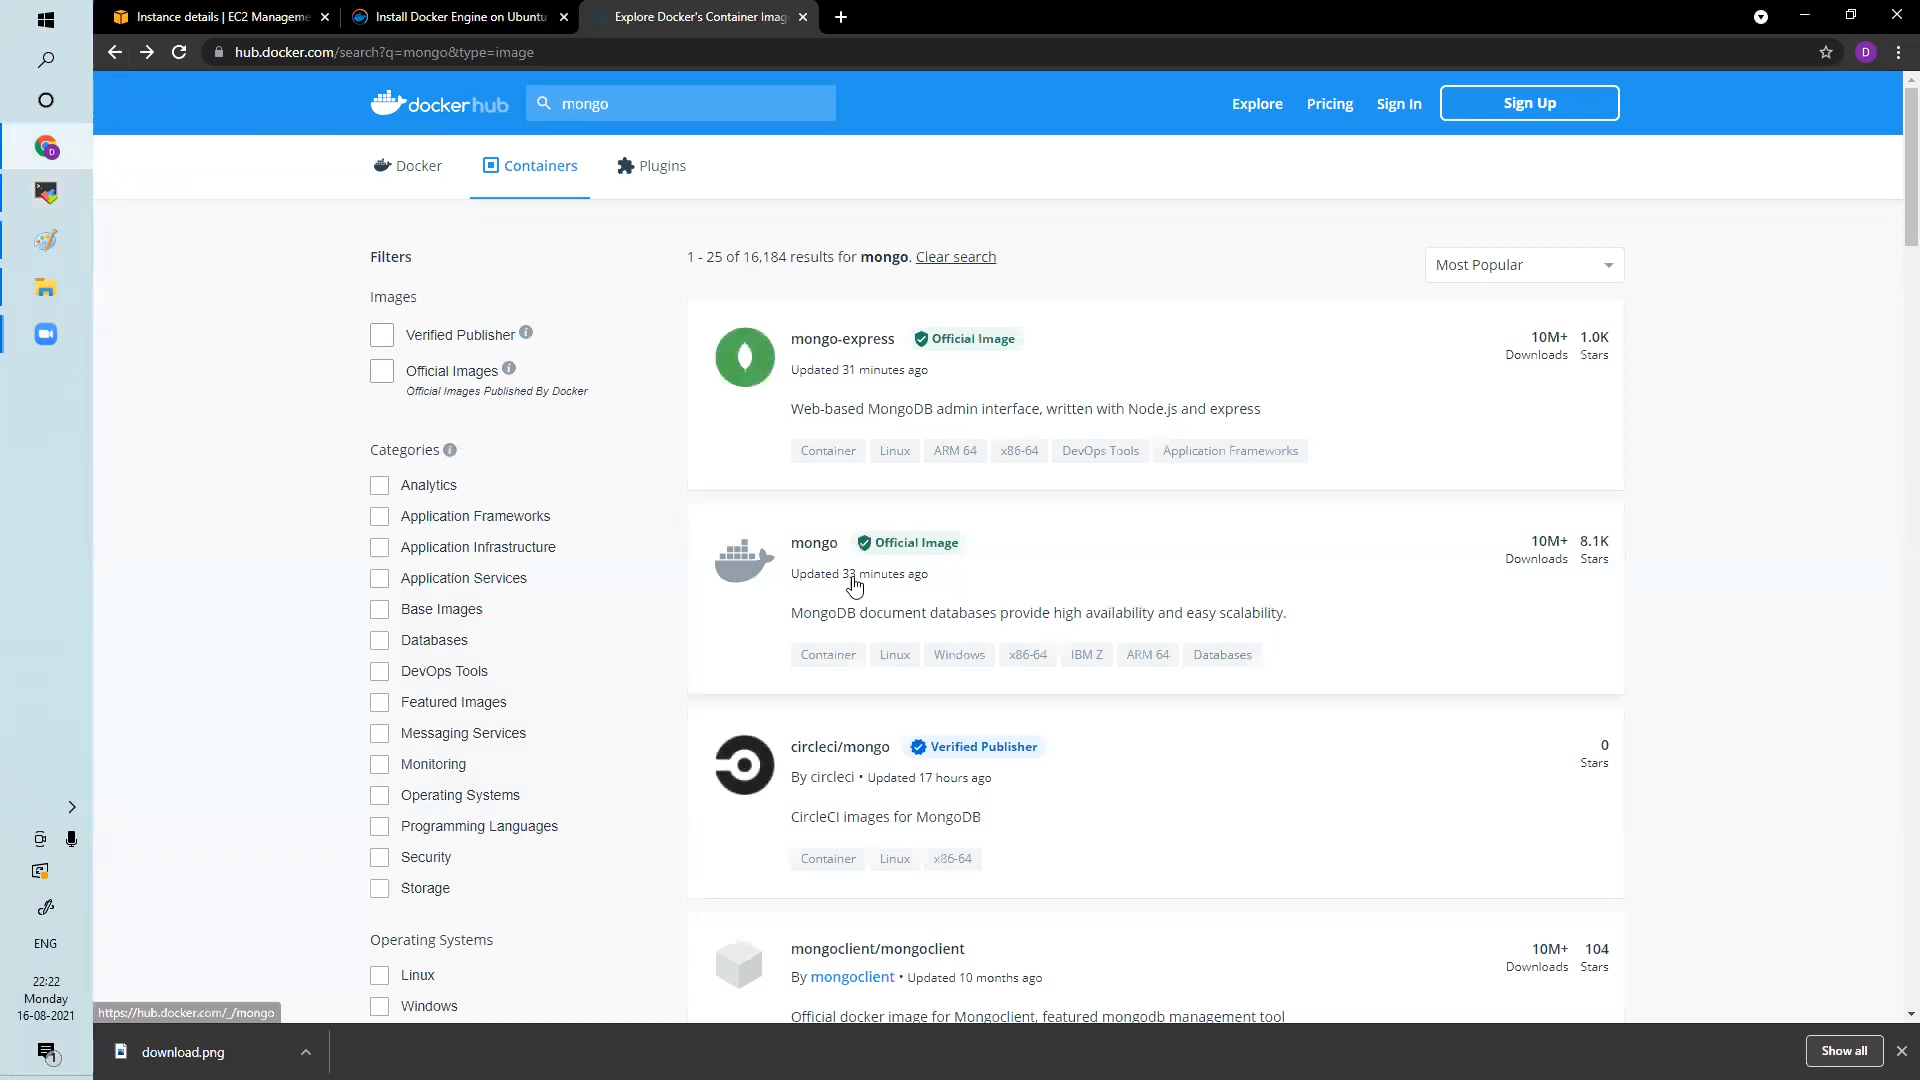 Instance details | EC2 Manageme
Install Docker Engine on Ubuntu
Explore Docker's Container Imag
hub.docker.com/search?q=mongo&type=image
D
dockerhub
mongo
Explore
Pricing
Sign In
Sign Up
Docker
Containers
Plugins
Filters
Images
Verified Publisher
Official Images
Official Images Published By Docker
Categories
Analytics
Application Frameworks
Application Infrastructure
Application Services
Base Images
Databases
DevOps Tools
Featured Images
Messaging Services
Monitoring
Operating Systems
Programming Languages
Security
Storage
Operating Systems
Linux
Windows
1 - 25 of 16,184 results for mongo. Clear search
Most Popular
mongo-express Official Image
Updated 31 minutes ago
10M+ 1.0K
Downloads Stars
Web-based MongoDB admin interface, written with Node.js and express
Container Linux ARM 64 x86-64 DevOps Tools Application Frameworks
mongo Official Image
Updated 33 minutes ago
10M+ 8.1K
Downloads Stars
MongoDB document databases provide high availability and easy scalability.
Container Linux Windows x86-64 IBM Z ARM 64 Databases
circleci/mongo Verified Publisher
By circleci • Updated 17 hours ago
0
Stars
CircleCI images for MongoDB
Container Linux x86-64
mongoclient/mongoclient
By mongoclient • Updated 10 months ago
10M+ 104
Downloads Stars
Official docker image for Mongoclient, featured mongodb management tool
https://hub.docker.com/_/mongo
ENG
22:22
Monday
16-08-2021
1
download.png
Show all